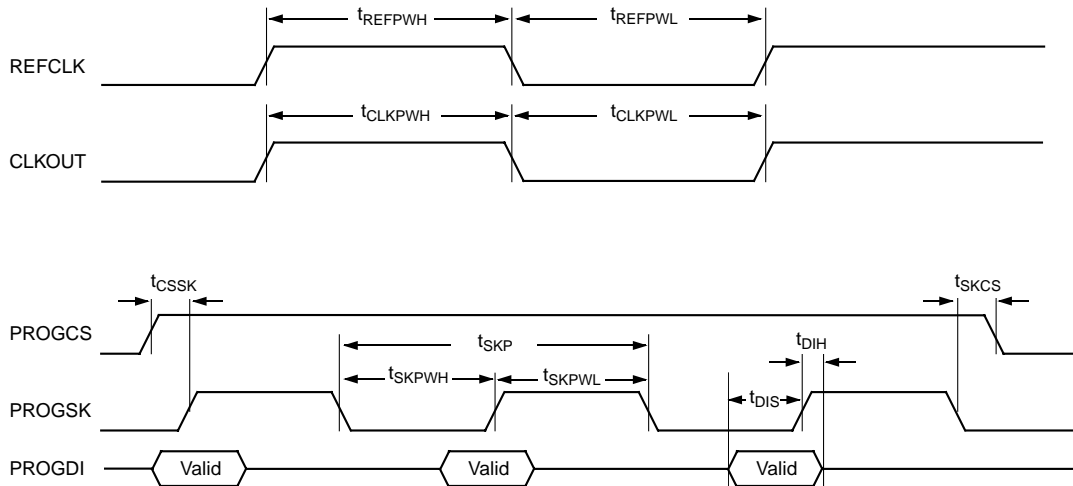 tREFPWH tREFPWL
REFCLK
tCLKPWH tCLKPWL
CLKOUT
tCSSK tSKCS
PROGCS
tSKP tDIH
tSKPWH tSKPWL
tDIS
PROGSK
PROGDI Valid Valid Valid